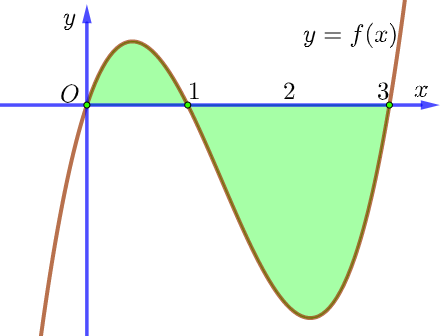 y
y = f(x)
O 1 2 3 x